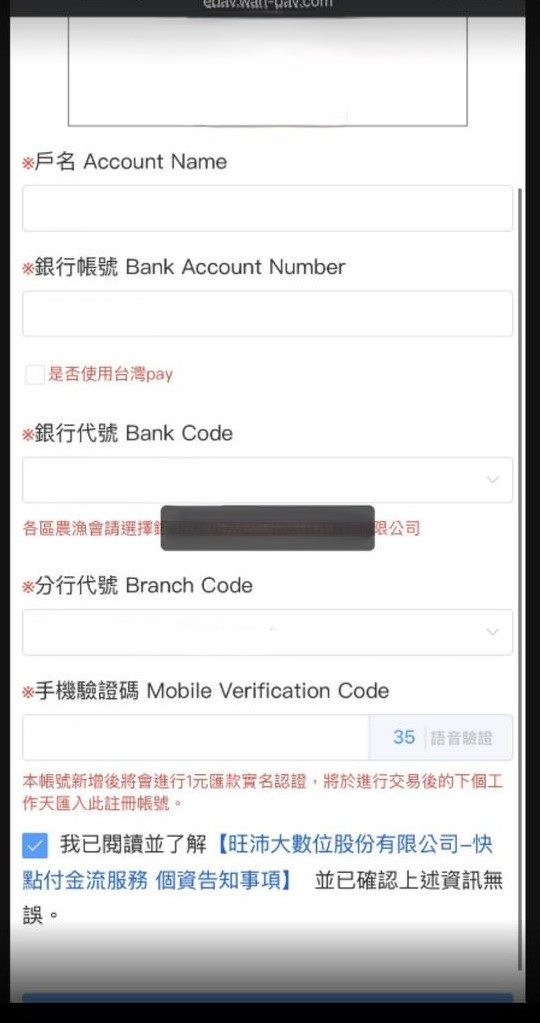 ※戶名 Account Name
※銀行帳號 Bank Account Number
是否使用台灣pay
※銀行代號 Bank Code
各區農漁會請選擇 限公司
※分行代號 Branch Code
※手機驗證碼 Mobile Verification Code
35 語音驗證
本帳號新增後將會進行1元匯款實名認證,將於進行交易後的下個工
作天匯入此註冊帳號。
我已閱讀並了解【旺沛大數位股份有限公司–快
點付金流服務 個資告知事項】 並已確認上述資訊無
誤。